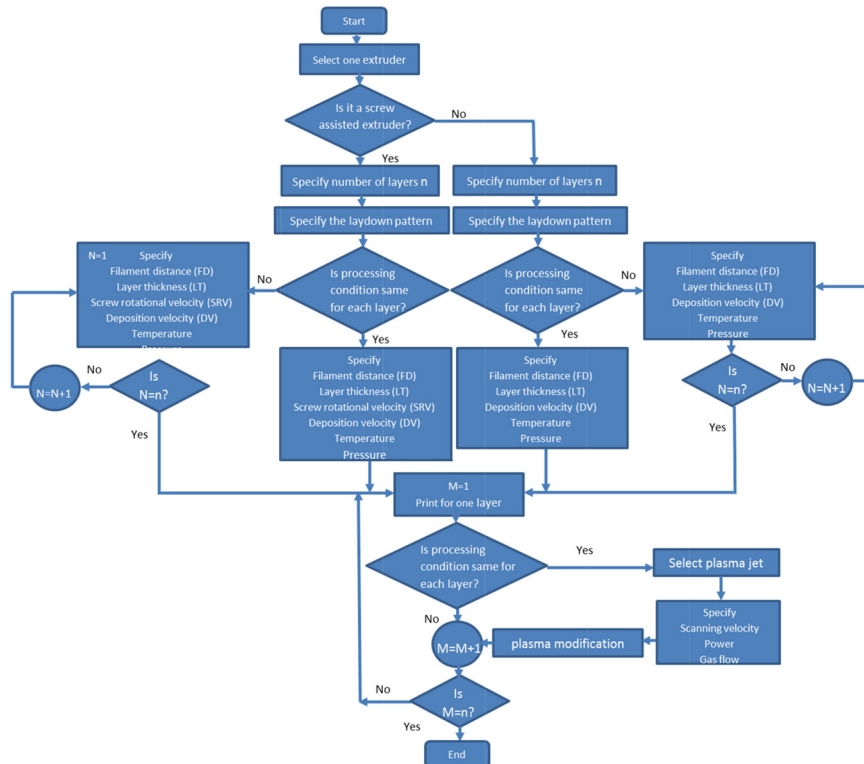 Start
Select one extruder
Is it a screw
assisted extruder?
No
Yes
Specify number of layers n
Specify number of layers n
Specify the laydown pattern
Specify the laydown pattern
N=1 Specify
Filament distance (FD)
Layer thickness (LT)
Screw rotational velocity (SRV)
Deposition velocity (DV)
Temperature
Pressure
No
Is processing
condition same
for each layer?
Is processing
condition same
for each layer?
No
Specify
Filament distance (FD)
Layer thickness (LT)
Deposition velocity (DV)
Temperature
Pressure
Yes
Yes
N=N+1
No
Is
N=n?
Yes
Specify
Filament distance (FD)
Layer thickness (LT)
Screw rotational velocity (SRV)
Deposition velocity (DV)
Temperature
Pressure
Specify
Filament distance (FD)
Layer thickness (LT)
Deposition velocity (DV)
Temperature
Pressure
Is
N=n?
No
N=N+1
Yes
M=1
Print for one layer
Is processing
condition same for
each layer?
Yes
Select plasma jet
No
Specify
Scanning velocity
Power
Gas flow
plasma modification
M=M+1
No
Is
M=n?
Yes
End